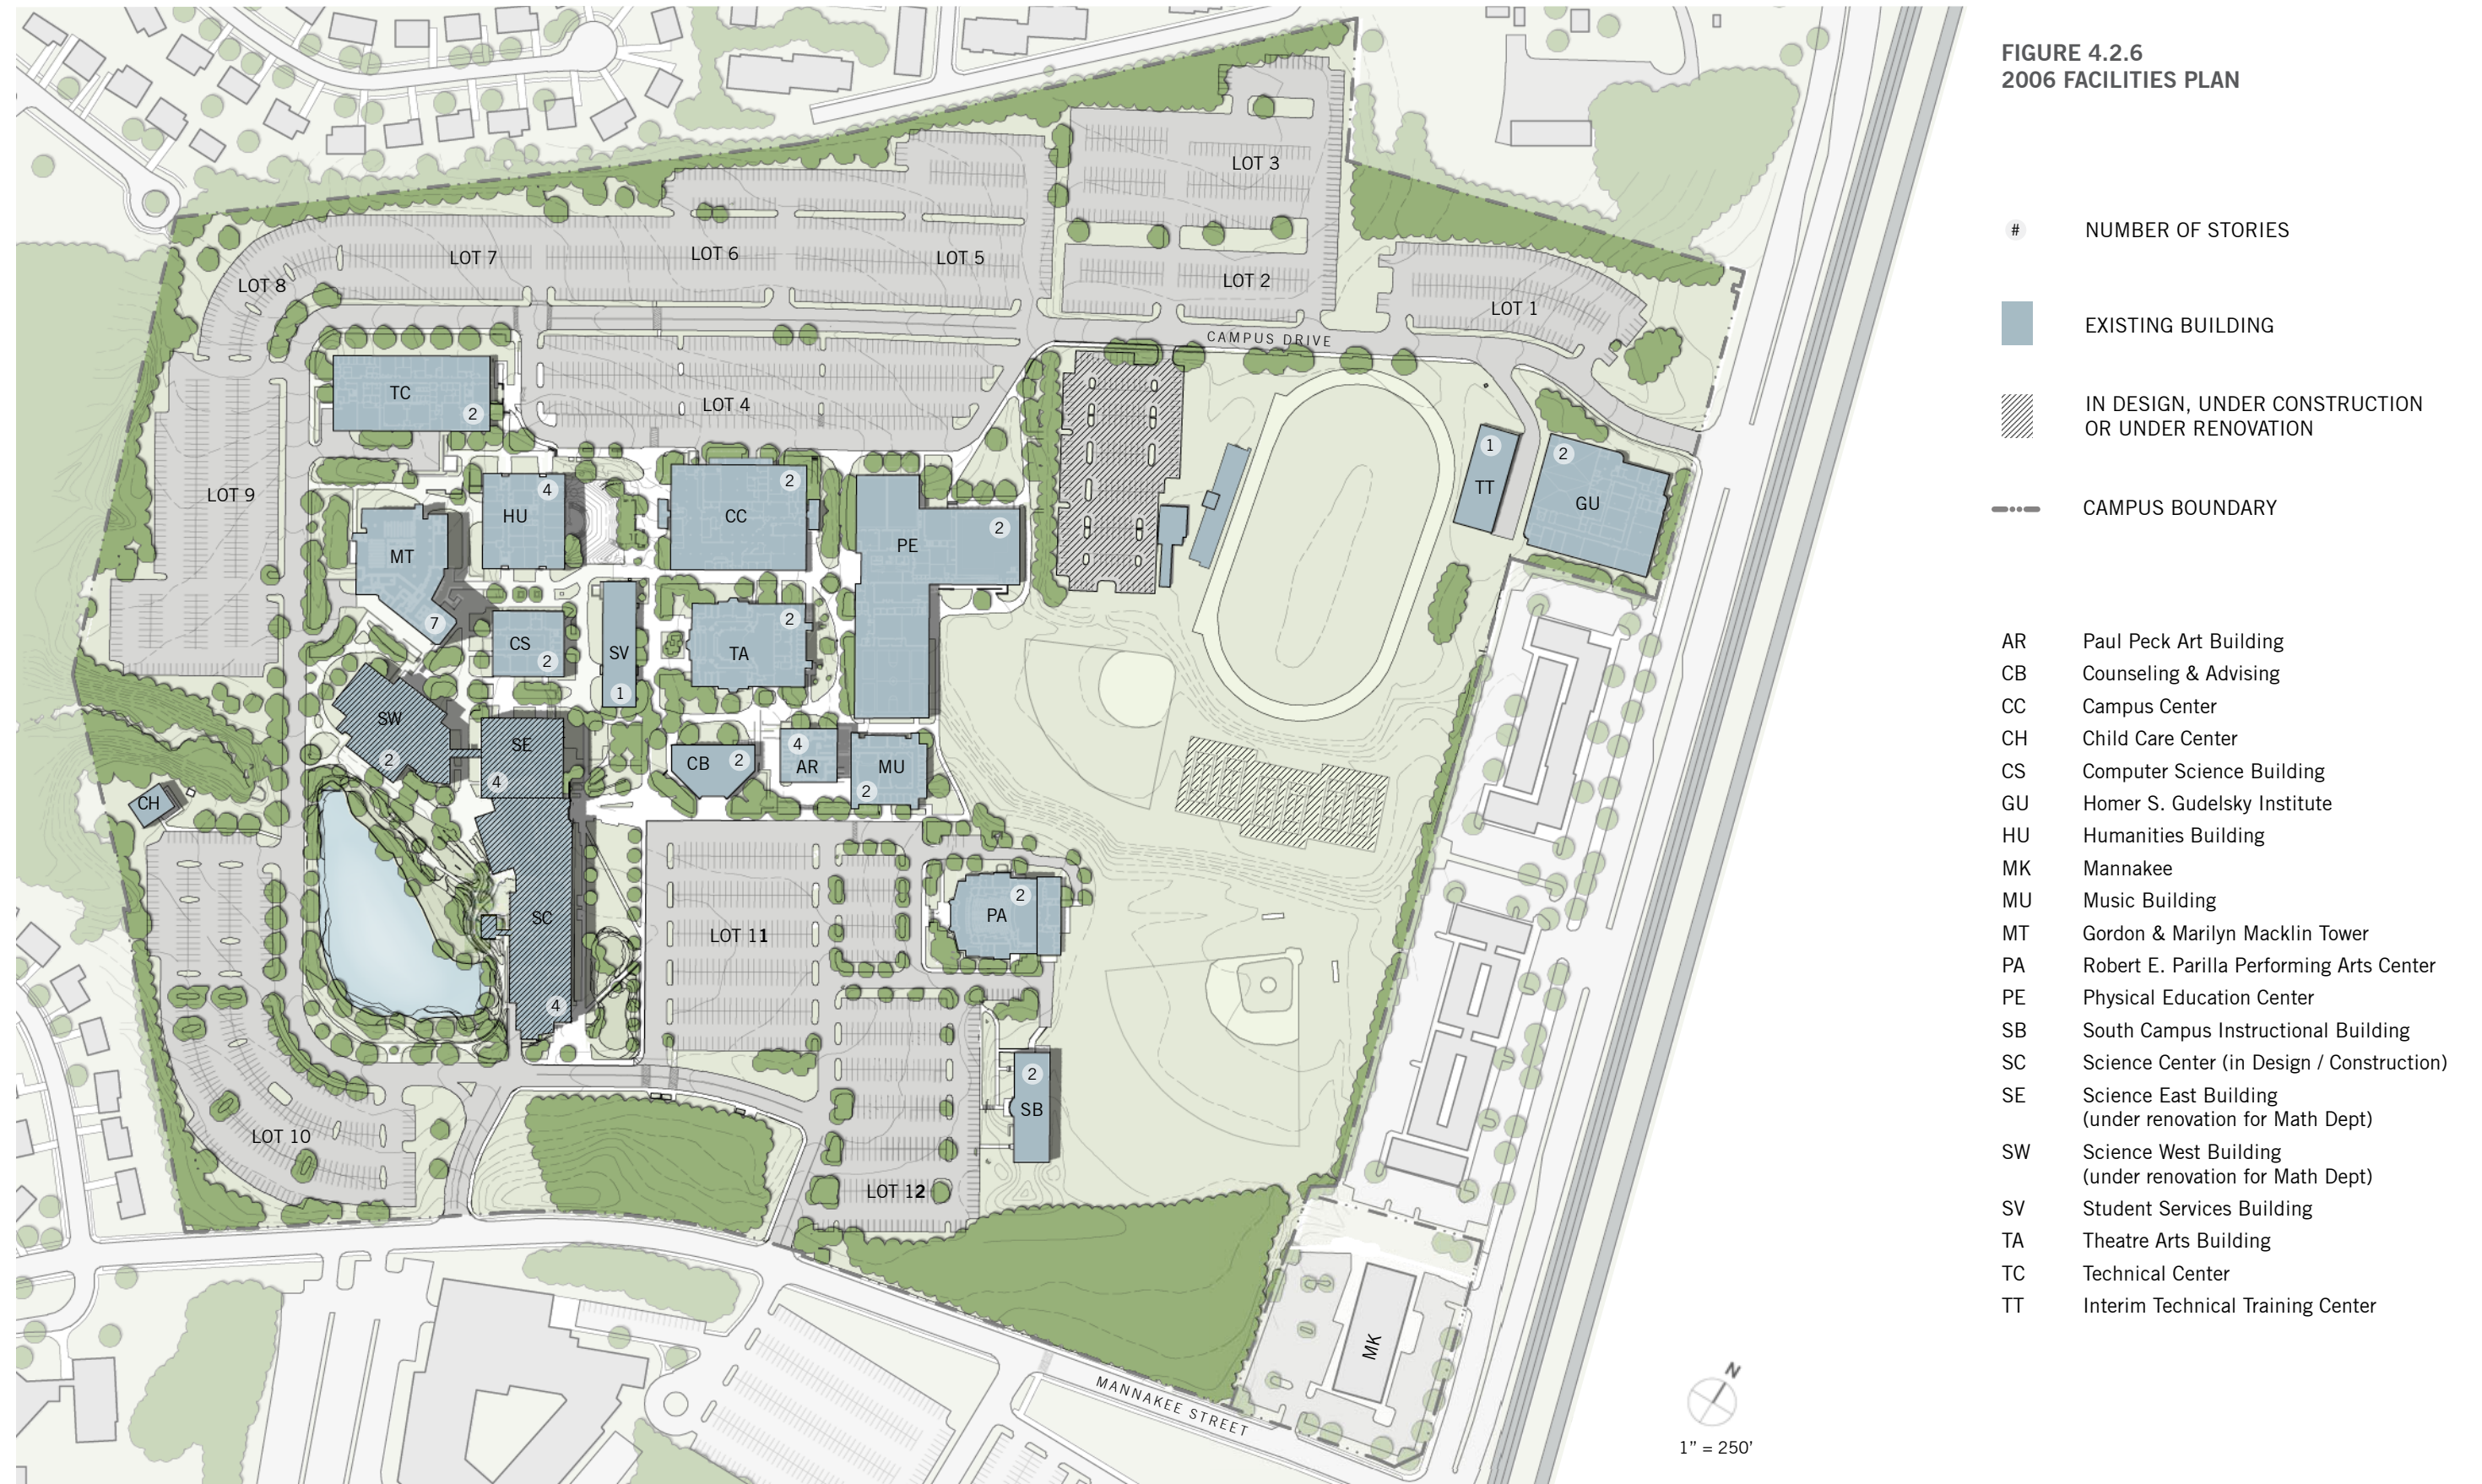 FIGURE 4.2.6
2006 FACILITIES PLAN
# NUMBER OF STORIES
EXISTING BUILDING
IN DESIGN, UNDER CONSTRUCTION
OR UNDER RENOVATION
CAMPUS BOUNDARY
AR Paul Peck Art Building
CB Counseling & Advising
CC Campus Center
CH Child Care Center
CS Computer Science Building
GU Homer S. Gudelsky Institute
HU Humanities Building
MK Mannakee
MU Music Building
MT Gordon & Marilyn Macklin Tower
PA Robert E. Parilla Performing Arts Center
PE Physical Education Center
SB South Campus Instructional Building
SC Science Center (in Design / Construction)
SE Science East Building
(under renovation for Math Dept)
SW Science West Building
(under renovation for Math Dept)
SV Student Services Building
TA Theatre Arts Building
TC Technical Center
TT Interim Technical Training Center
LOT 3
LOT 7
LOT 6
LOT 5
LOT 2
LOT 8
LOT 1
CAMPUS DRIVE
TC
2
LOT 4
LOT 9
HU
4
CC
2
PE
2
1
TT
2
GU
MT
7
CS
2
SV
1
TA
2
SW
2
SE
4
CB
2
4
AR
MU
2
CH
SC
4
LOT 11
PA
2
2
SB
LOT 10
LOT 12
MK
MANNAKEE STREET
N
1” = 250’